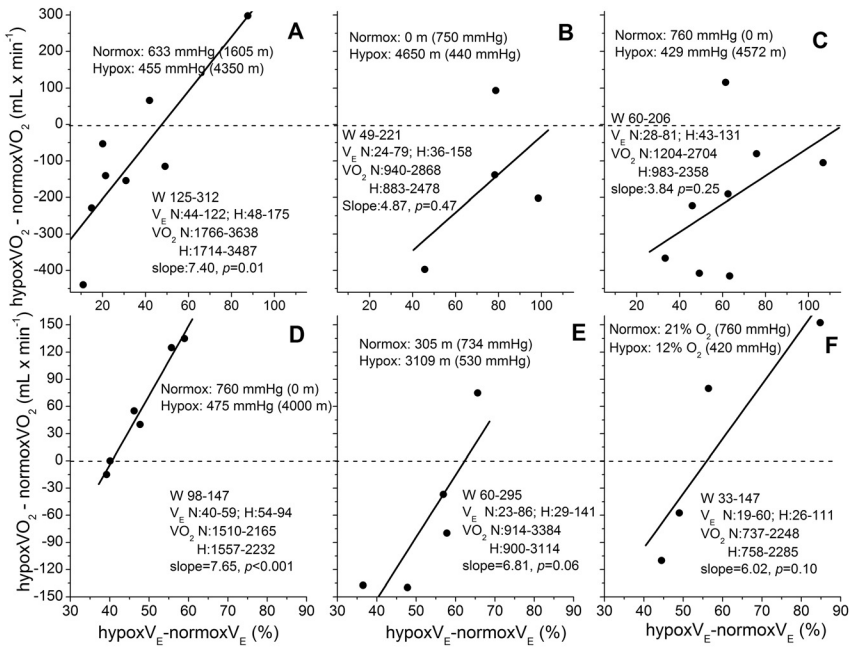 hypoxVO2 - normoxVO2 (mL x min-1)
300
200
100
0
-100
-200
-300
-400
A
Normox: 633 mmHg (1605 m)
Hypox: 455 mmHg (4350 m)
W 125-312
VE N:44-122; H:48-175
VO2 N:1766-3638
H:1714-3487
slope:7.40, p=0.01
20 40 60 80 100
B
Normox: 0 m (750 mmHg)
Hypox: 4650 m (440 mmHg)
W 49-221
VE N:24-79; H:36-158
VO2 N:940-2868
H:883-2478
Slope:4.87, p=0.47
20 40 60 80 100
C
Normox: 760 mmHg (0 m)
Hypox: 429 mmHg (4572 m)
W 60-206
VE N:28-81; H:43-131
VO2 N:1204-2704
H:983-2358
slope:3.84 p=0.25
20 40 60 80 100
hypoxVO2 - normoxVO2 (mL x min-1)
150
120
90
60
30
0
-30
-60
-90
-120
-150
D
Normox: 760 mmHg (0 m)
Hypox: 475 mmHg (4000 m)
W 98-147
VE N:40-59; H:54-94
VO2 N:1510-2165
H:1557-2232
slope=7.65, p<0.001
30 40 50 60 70 80 90
hypoxVE-normoxVE (%)
E
Normox: 305 m (734 mmHg)
Hypox: 3109 m (530 mmHg)
W 60-295
VE N:23-86; H:29-141
VO2 N:914-3384
H:900-3114
slope=6.81, p=0.06
30 40 50 60 70 80 90
hypoxVE-normoxVE (%)
F
Normox: 21% O2 (760 mmHg)
Hypox: 12% O2 (420 mmHg)
W 33-147
VE N:19-60; H:26-111
VO2 N:737-2248
H:758-2285
slope=6.02, p=0.10
30 40 50 60 70 80 90
hypoxVE-normoxVE (%)